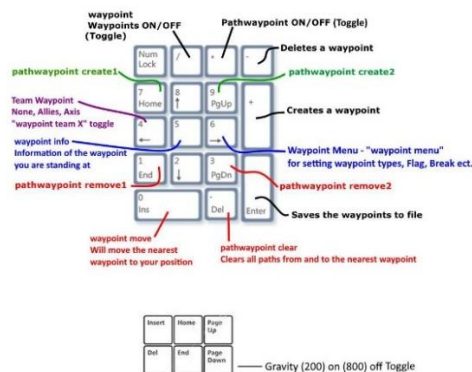 waypoint
Waypoints ON/OFF
(Toggle)
Pathwaypoint ON/OFF (Toggle)
Deletes a waypoint
Num
Lock
/
*
-
pathwaypoint create1
pathwaypoint create2
7
Home
8
↑
9
PgUp
+
Team Waypoint
None, Allies, Axis
"waypoint team X" toggle
Creates a waypoint
4
←
5
6
→
waypoint info
Information of the waypoint
you are standing at
Waypoint Menu - "waypoint menu"
for setting waypoint types, Flag, Break ect.
1
End
2
↓
3
PgDn
Enter
pathwaypoint remove1
pathwaypoint remove2
0
Ins
.
Del
Saves the waypoints to file
waypoint move
Will move the nearest
waypoint to your position
pathwaypoint clear
Clears all paths from and to the nearest waypoint
Insert
Home
Page
Up
Del
End
Page
Down
Gravity (200) on (800) off Toggle